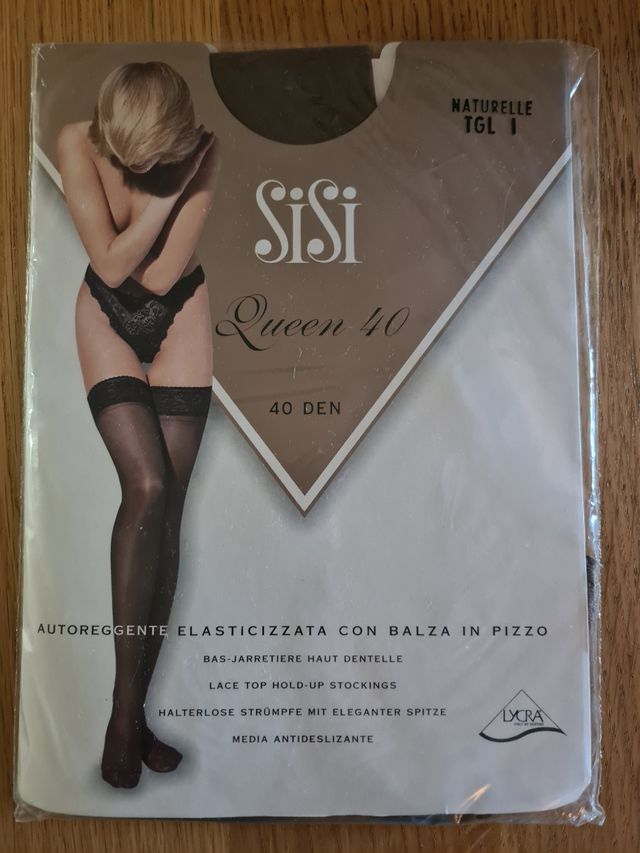 NATURELLE
TGL I
SiSi
Queen 40
40 DEN
AUTOREGGENTE ELASTICIZZATA CON BALZA IN PIZZO
BAS-JARRETIERE HAUT DENTELLE
LACE TOP HOLD-UP STOCKINGS
HALTERLOSE STRÜMPFE MIT ELEGANTER SPITZE
MEDIA ANTIDESLIZANTE
LYCRA